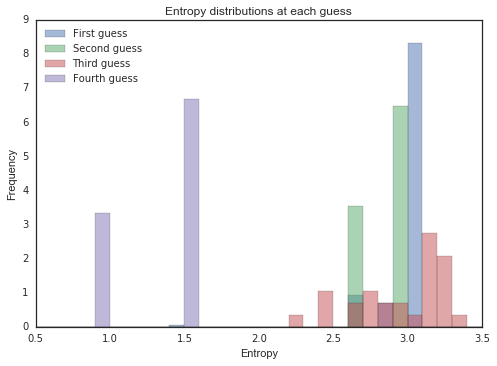 Entropy distributions at each guess
9
8
7
6
5
4
3
2
1
0
Frequency
First guess
Second guess
Third guess
Fourth guess
0.5 1.0 1.5 2.0 2.5 3.0 3.5
Entropy